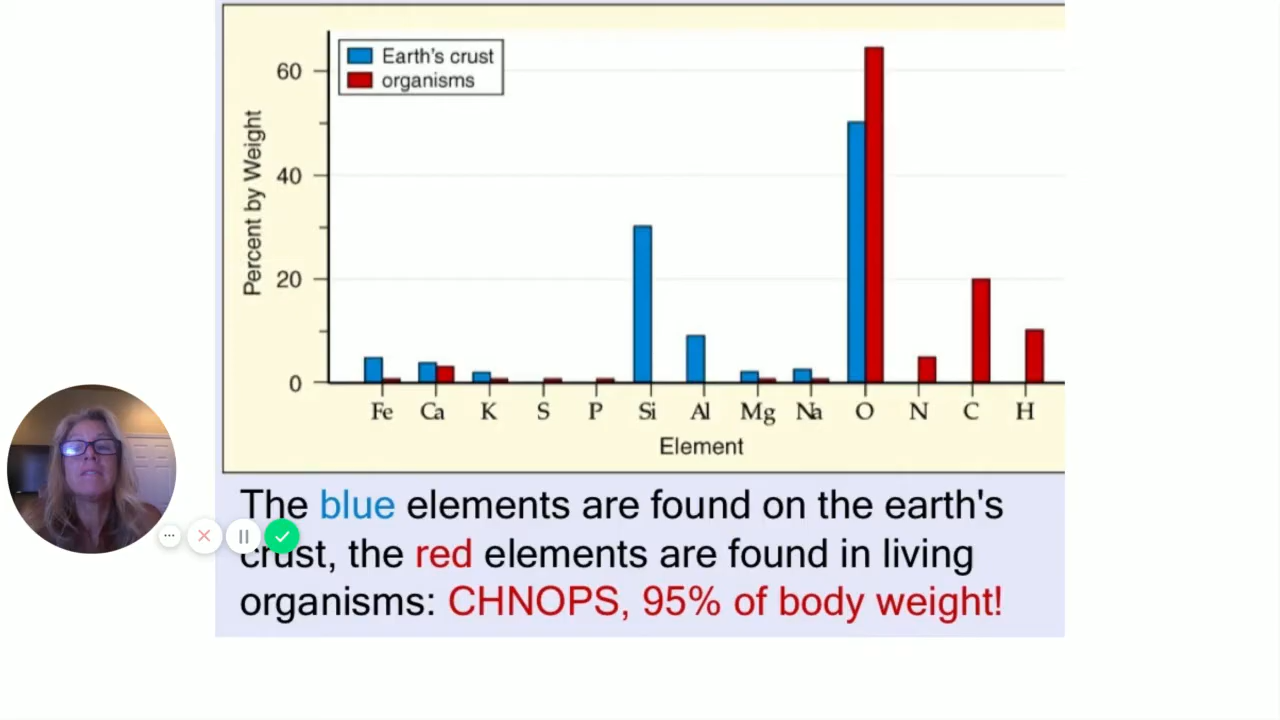 Earth's crust
organisms
Percent by Weight
60
40
20
0
Fe Ca K S P Si Al Mg Na O N C H
Element
The blue elements are found on the earth's
crust, the red elements are found in living
organisms: CHNOPS, 95% of body weight!